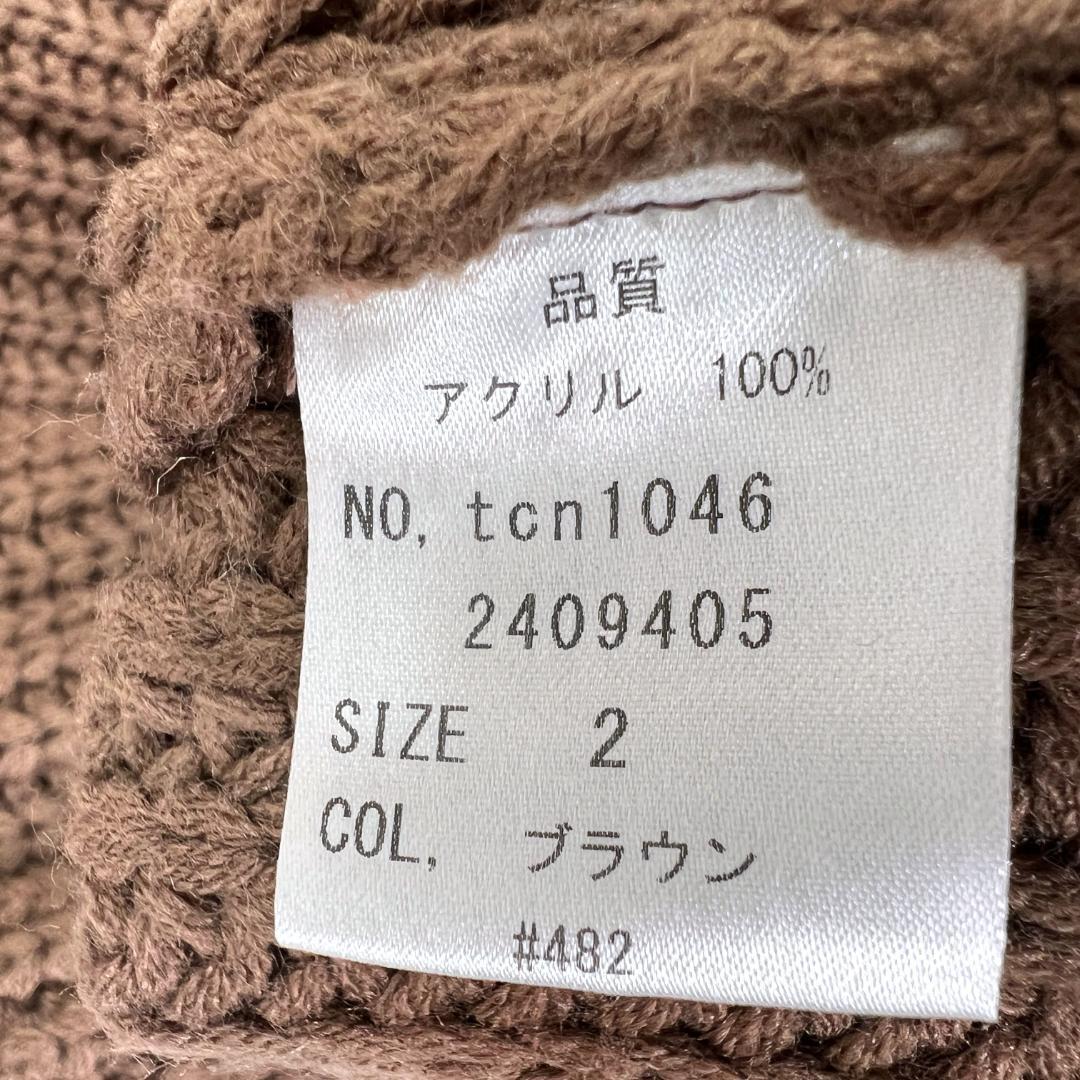 品質
アクリル 100%
NO, tcn1046
2409405
SIZE 2
COL, ブラウン
#482